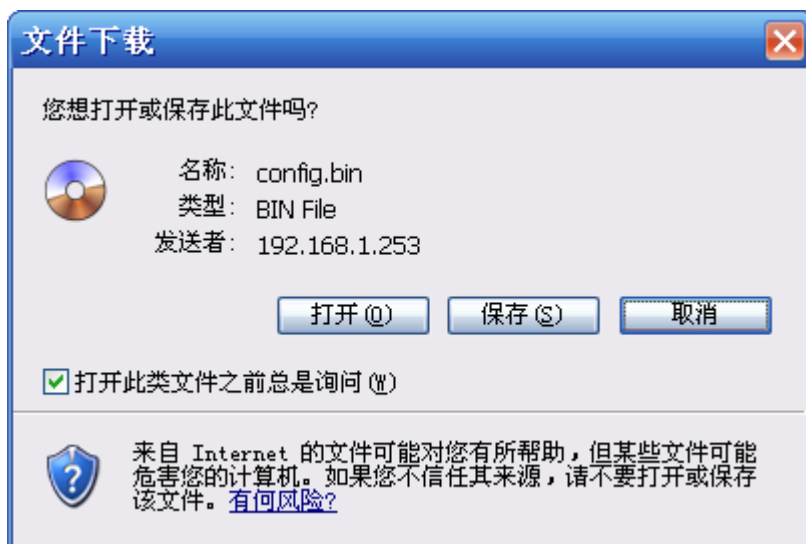 文件下载
您想打开或保存此文件吗?
名称: config.bin
类型: BIN File
发送者: 192.168.1.253
打开(O) 保存(S) 取消
打开此类文件之前总是询问(W)
来自 Internet 的文件可能对您有所帮助，但某些文件可能
危害您的计算机。如果您不信任其来源，请不要打开或保存
该文件。有何风险?